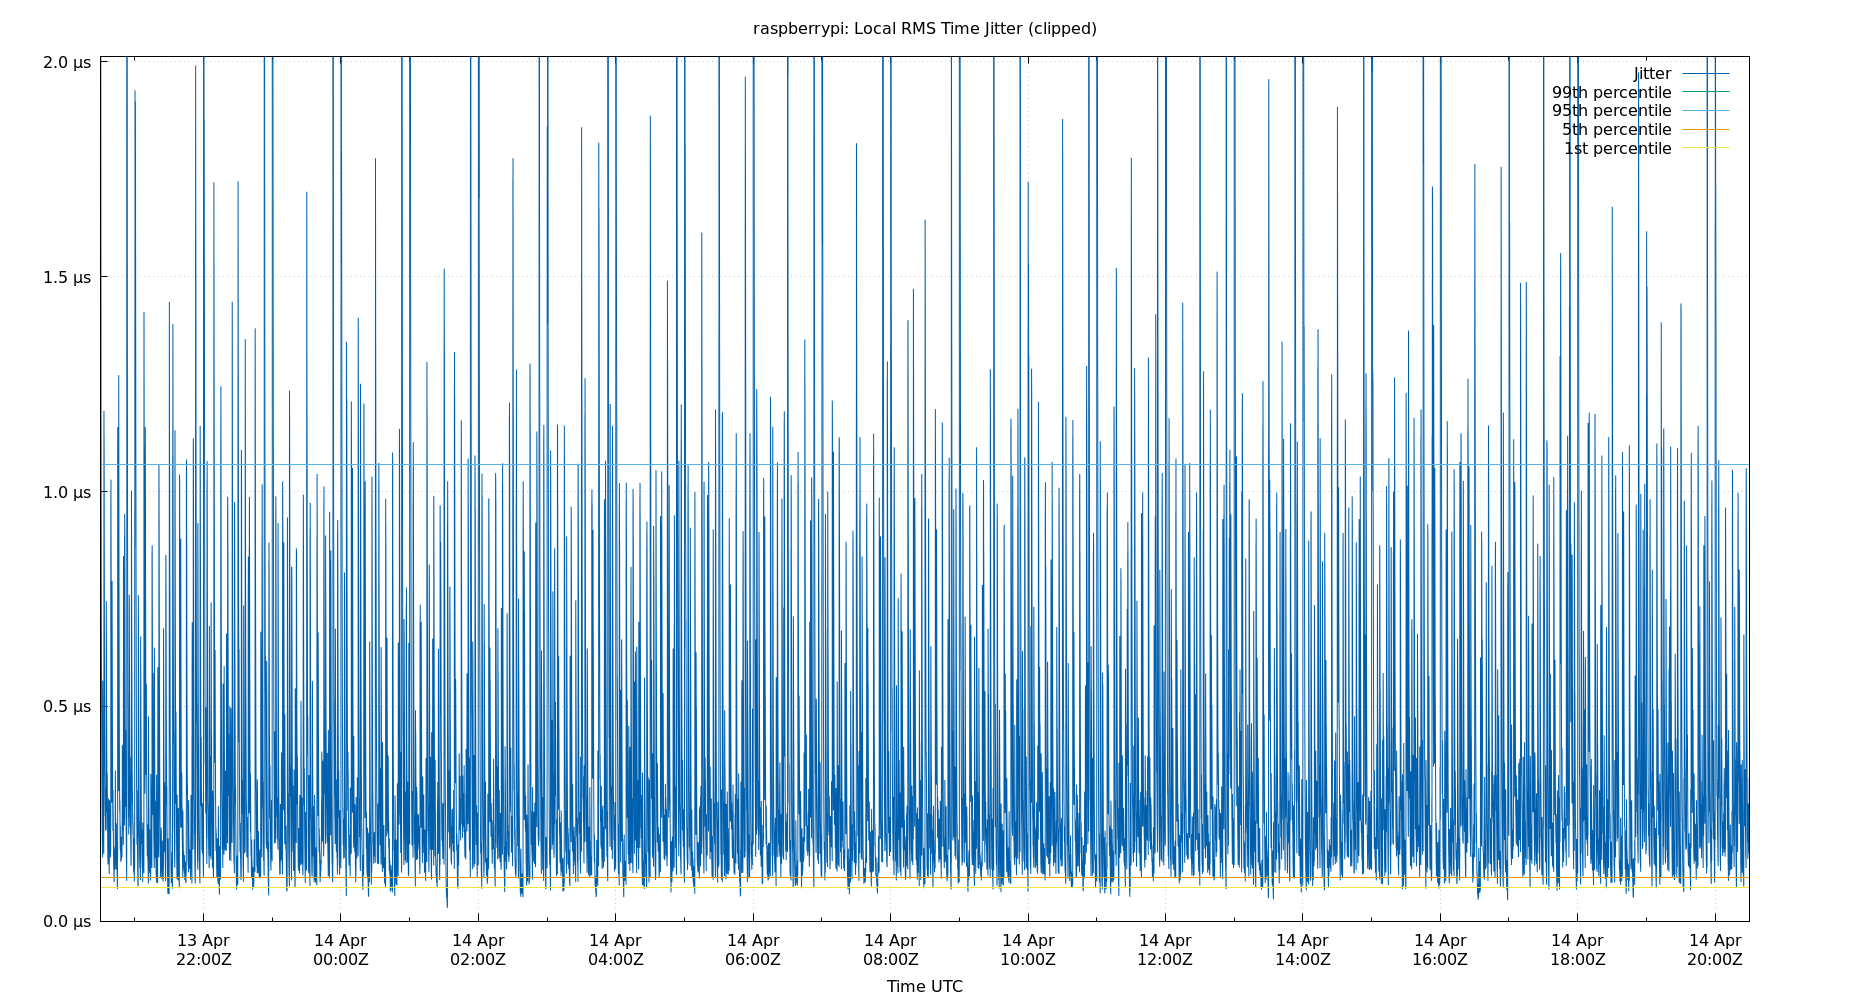 raspberrypi: Local RMS Time Jitter (clipped)
2.0 μs
1.5 μs
1.0 μs
0.5 μs
0.0 μs
Jitter
99th percentile
95th percentile
5th percentile
1st percentile
13 Apr 14 Apr 14 Apr 14 Apr 14 Apr 14 Apr 14 Apr 14 Apr 14 Apr 14 Apr 14 Apr 14 Apr
22:00Z 00:00Z 02:00Z 04:00Z 06:00Z 08:00Z 10:00Z 12:00Z 14:00Z 16:00Z 18:00Z 20:00Z
Time UTC